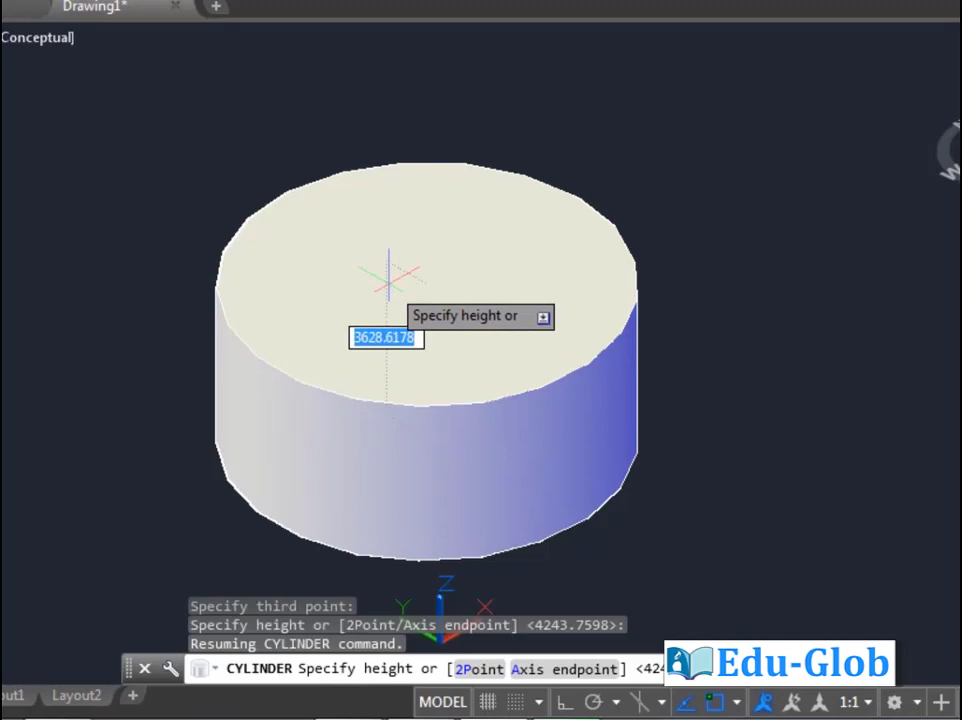 Drawing1*
Conceptual]
W
Specify height or
3628.6178
Z
Y X
Specify third point:
Specify height or [2Point/Axis endpoint] <4243.7598>:
Resuming CYLINDER command.
CYLINDER Specify height or [2Point Axis endpoint] <424
Edu-Glob
out1 Layout2
MODEL 1:1